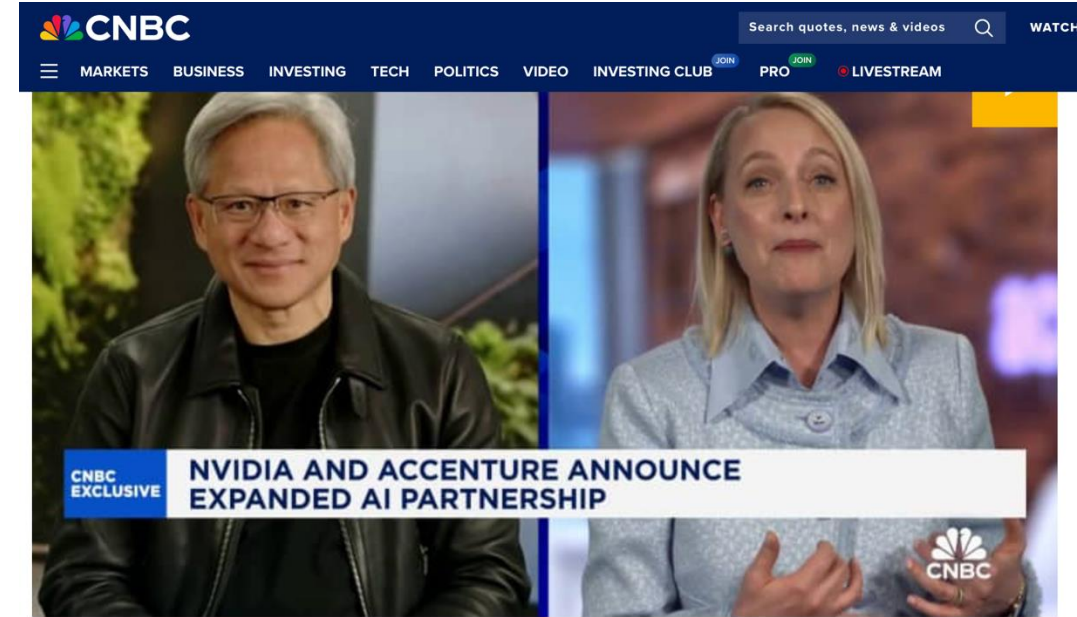 CNBC
Search quotes, news & videos
WATCH
MARKETS BUSINESS INVESTING TECH POLITICS VIDEO INVESTING CLUB JOIN PRO JOIN LIVESTREAM
CNBC EXCLUSIVE
NVIDIA AND ACCENTURE ANNOUNCE
EXPANDED AI PARTNERSHIP
CNBC